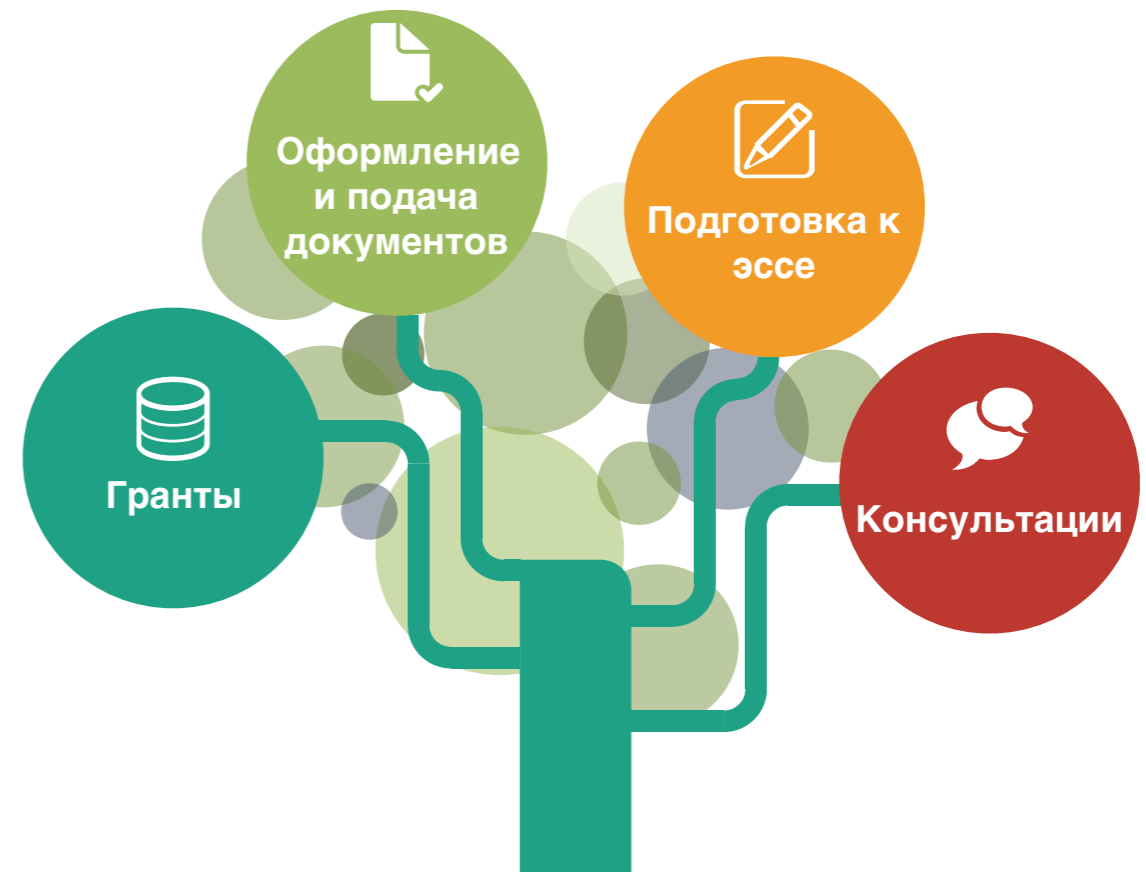 Оформление
и подача
документов
Подготовка к
эссе
Гранты
Консультации